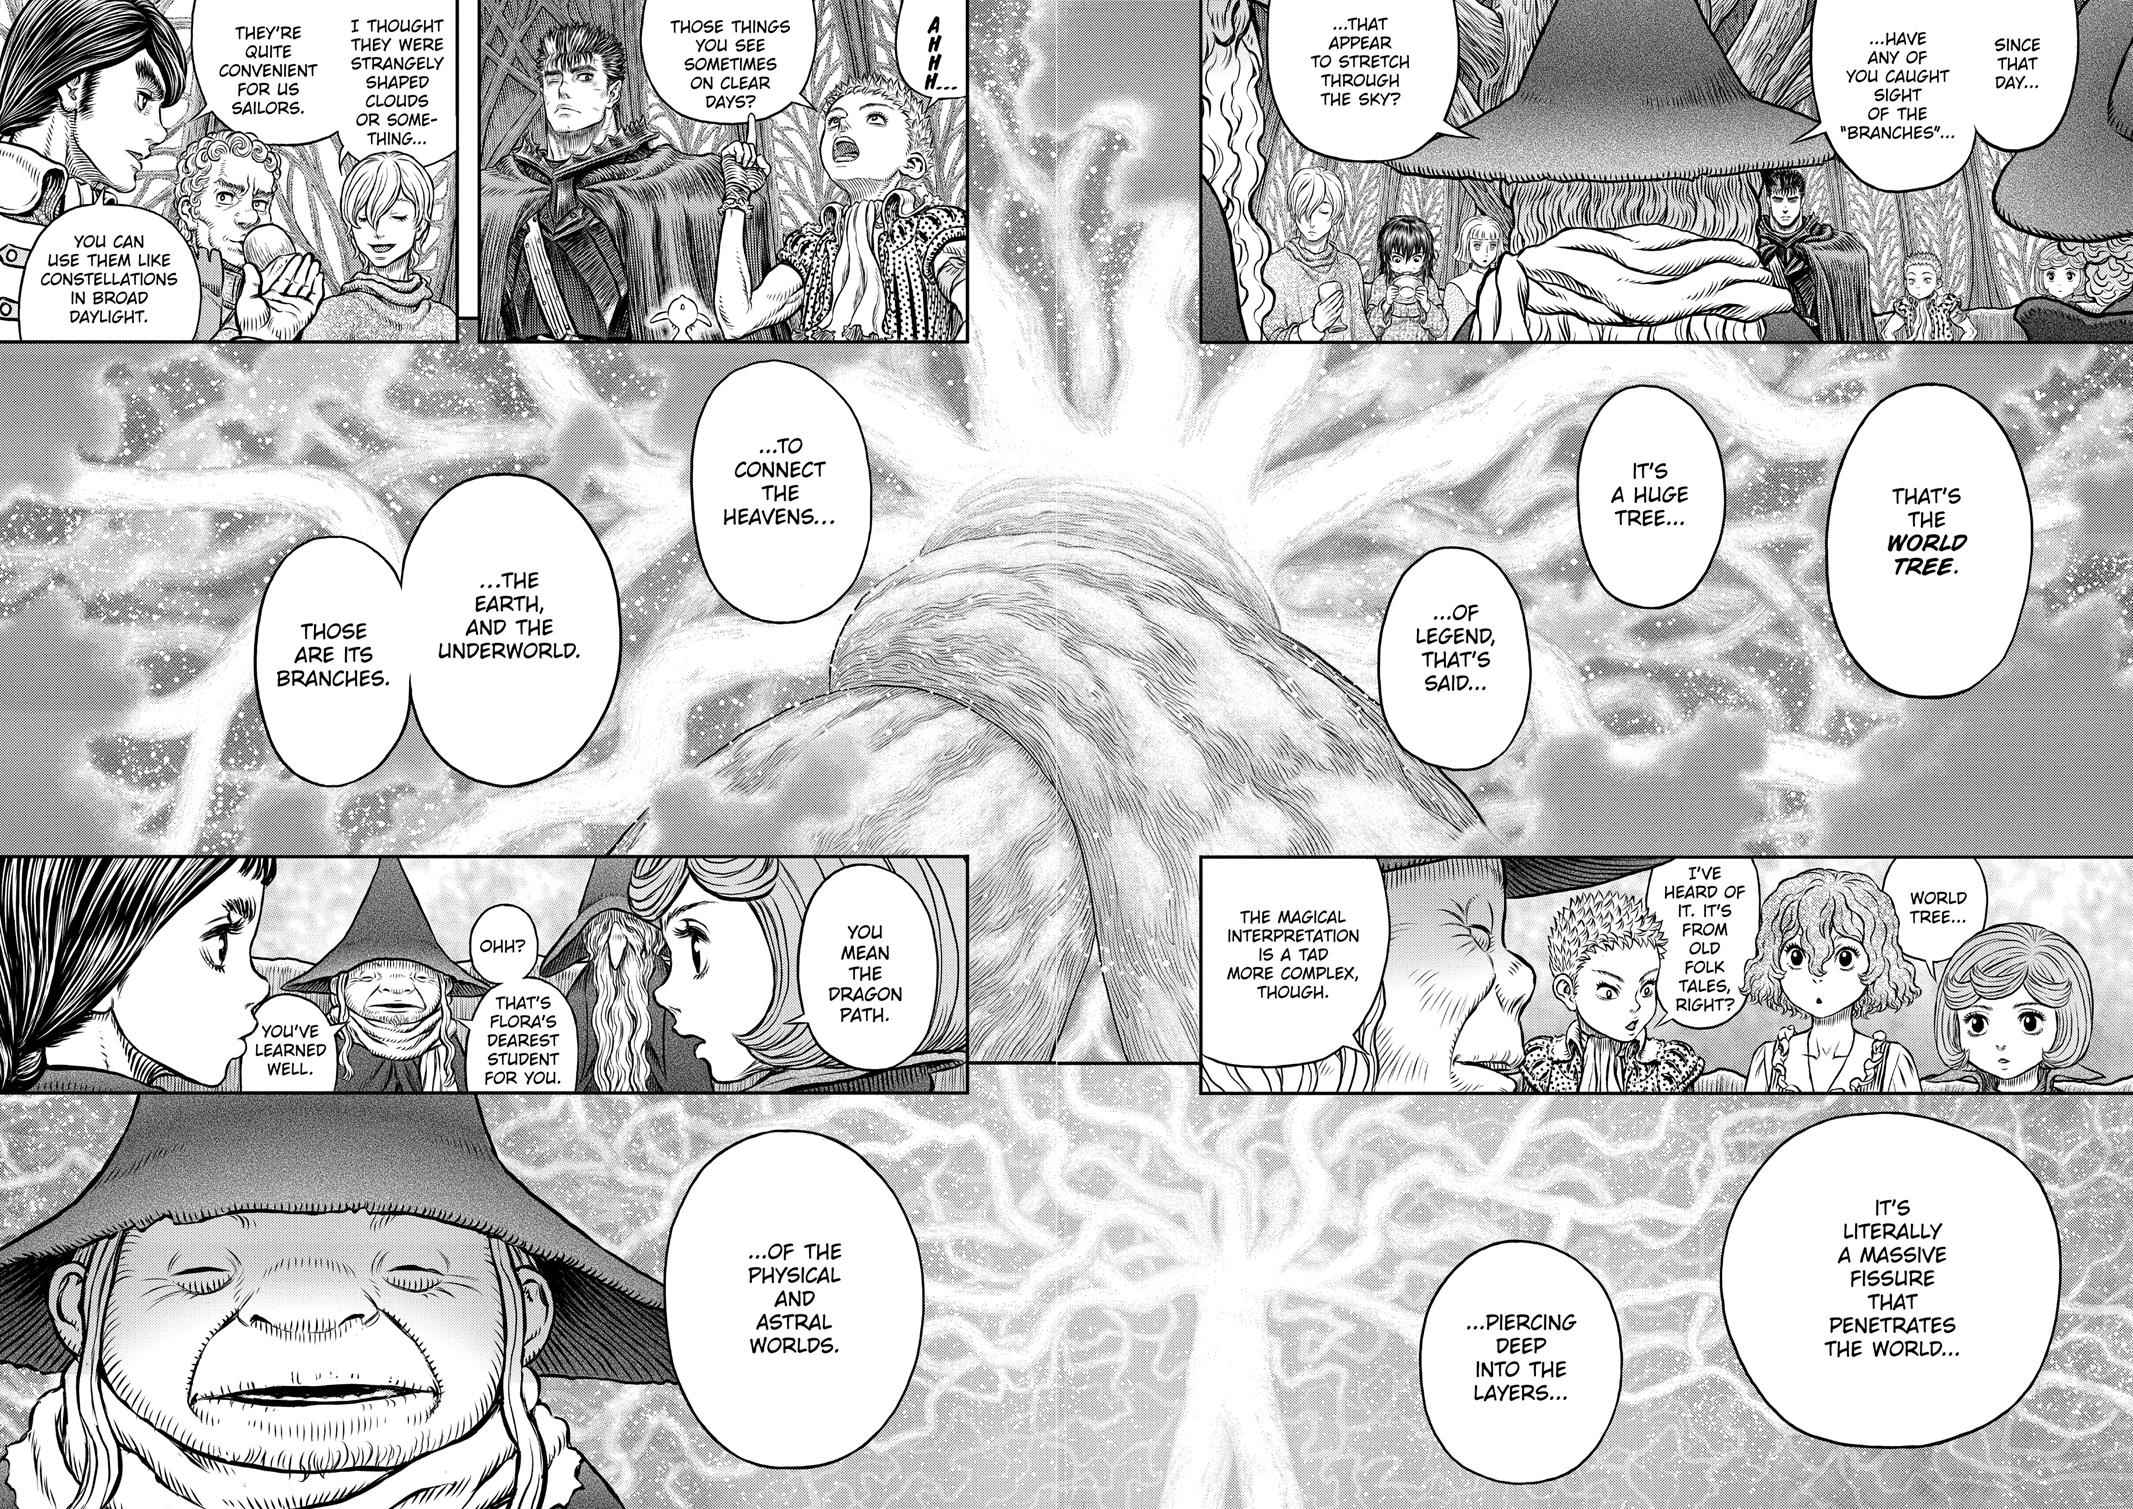 SINCE
THAT
DAY...
...HAVE
ANY OF
YOU CAUGHT
SIGHT
OF THE
"BRANCHES"...
...THAT
APPEAR
TO STRETCH
THROUGH
THE SKY?
AHHH...
THOSE THINGS
YOU SEE
SOMETIMES
ON CLEAR
DAYS?
I THOUGHT
THEY WERE
STRANGELY
SHAPED
CLOUDS
OR SOME-
THING...
THEY'RE
QUITE
CONVENIENT
FOR US
SAILORS.
YOU CAN
USE THEM LIKE
CONSTELLATIONS
IN BROAD
DAYLIGHT.
THAT'S
THE
WORLD
TREE.
IT'S
A HUGE
TREE...
...OF
LEGEND,
THAT'S
SAID...
...TO
CONNECT
THE
HEAVENS...
...THE
EARTH,
AND THE
UNDERWORLD.
THOSE
ARE ITS
BRANCHES.
WORLD
TREE...
I'VE
HEARD OF
IT. IT'S
FROM
OLD
FOLK
TALES,
RIGHT?
THE MAGICAL
INTERPRETATION
IS A TAD
MORE COMPLEX,
THOUGH.
YOU
MEAN
THE
DRAGON
PATH.
OHH?
THAT'S
FLORA'S
DEAREST
STUDENT
FOR YOU.
YOU'VE
LEARNED
WELL.
IT'S
LITERALLY
A MASSIVE
FISSURE
THAT
PENETRATES
THE WORLD...
...PIERCING
DEEP
INTO THE
LAYERS...
...OF THE
PHYSICAL
AND
ASTRAL
WORLDS.